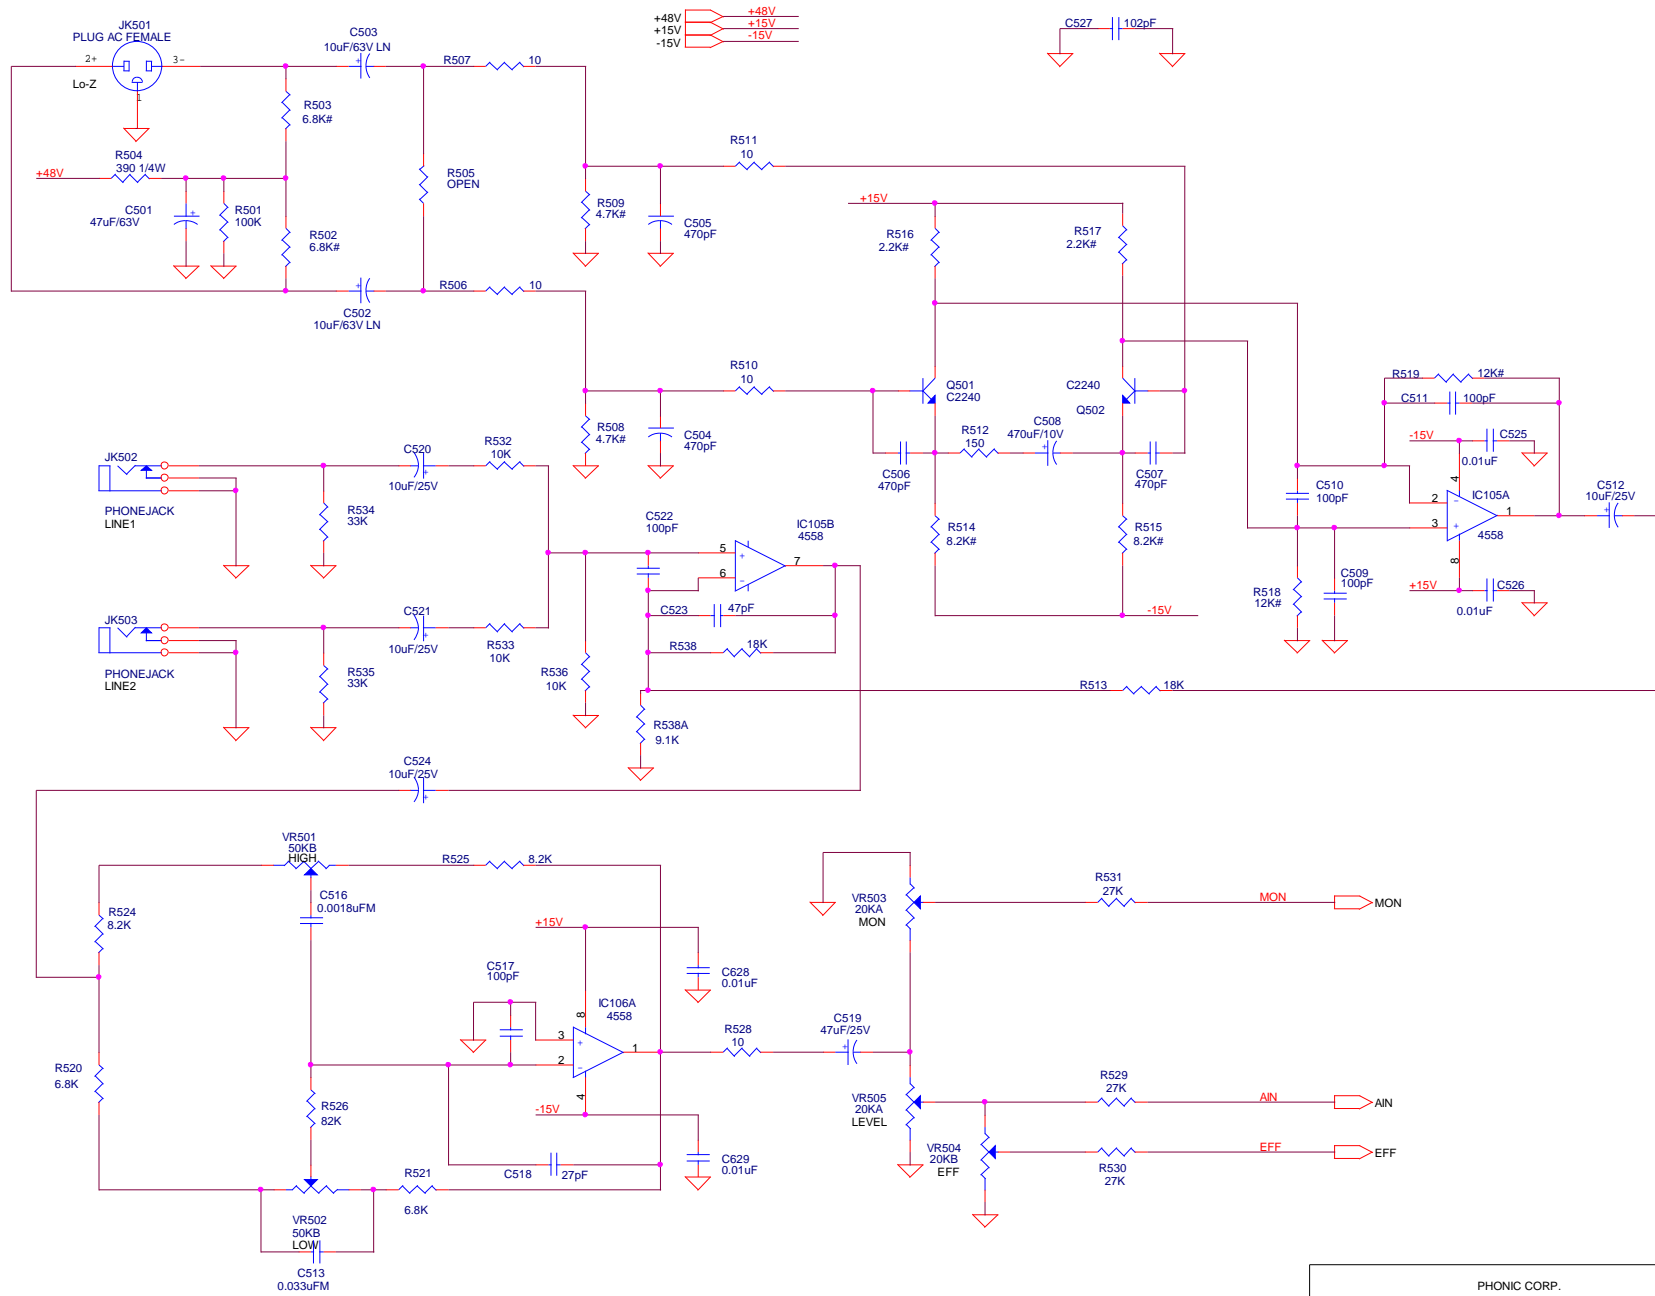 JK501
PLUG AC FEMALE
2+
3-
Lo-Z
1
C503
10uF/63V LN
R507
10
+48V
+15V
-15V
+48V
+15V
-15V
C527
102pF
R503
6.8K#
R504
390 1/4W
+48V
C501
47uF/63V
R501
100K
R502
6.8K#
R505
OPEN
R511
10
R509
4.7K#
C505
470pF
+15V
R516
2.2K#
R517
2.2K#
R506
10
C502
10uF/63V LN
R510
10
Q501
C2240
C2240
Q502
R519
12K#
C511
100pF
R508
4.7K#
C504
470pF
R512
150
C508
470uF/10V
C506
470pF
C507
470pF
-15V
C525
0.01uF
C510
100pF
4
IC105A
2
3
1
4558
8
C512
10uF/25V
JK502
PHONEJACK
LINE1
C520
10uF/25V
R532
10K
R534
33K
C522
100pF
IC105B
4558
5
6
7
R514
8.2K#
R515
8.2K#
C509
100pF
R518
12K#
+15V
C526
0.01uF
JK503
PHONEJACK
LINE2
C521
10uF/25V
R533
10K
C523
47pF
-15V
R538
18K
R535
33K
R536
10K
R513
18K
R538A
9.1K
C524
10uF/25V
VR501
50KB
HIGH
R525
8.2K
C516
0.0018uFM
R524
8.2K
+15V
C517
100pF
C628
0.01uF
IC106A
4558
8
3
2
1
4
R528
10
C519
47uF/25V
VR503
20KA
MON
R531
27K
MON
MON
R520
6.8K
R526
82K
-15V
C629
0.01uF
C518
27pF
R521
6.8K
VR505
20KA
LEVEL
R529
27K
AIN
AIN
VR504
20KB
EFF
R530
27K
EFF
EFF
VR502
50KB
LOW
C513
0.033uFM
PHONIC CORP.